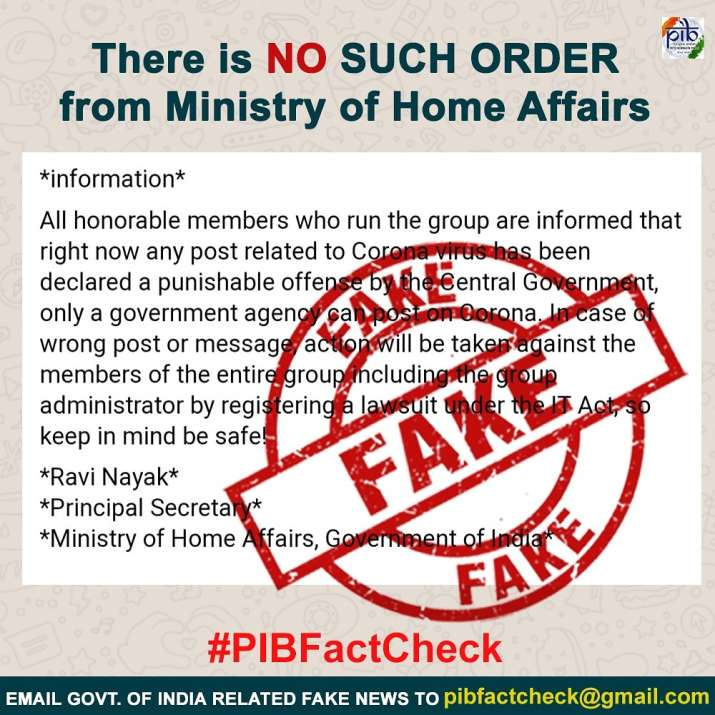 pib
There is NO SUCH ORDER
from Ministry of Home Affairs
*information*
All honorable members who run the group are informed that
right now any post related to Corona virus has been
declared a punishable offense by the Central Government,
only a government agency can post on Corona. In case of
wrong post or message, action will be taken against the
members of the entire group including the group
administrator by registering a lawsuit under the IT Act, so
keep in mind be safe!
*Ravi Nayak*
*Principal Secretary*
*Ministry of Home Affairs, Government of India*
FAKE
FAKE
FAKE
#PIBFactCheck
EMAIL GOVT. OF INDIA RELATED FAKE NEWS TO pibfactcheck@gmail.com